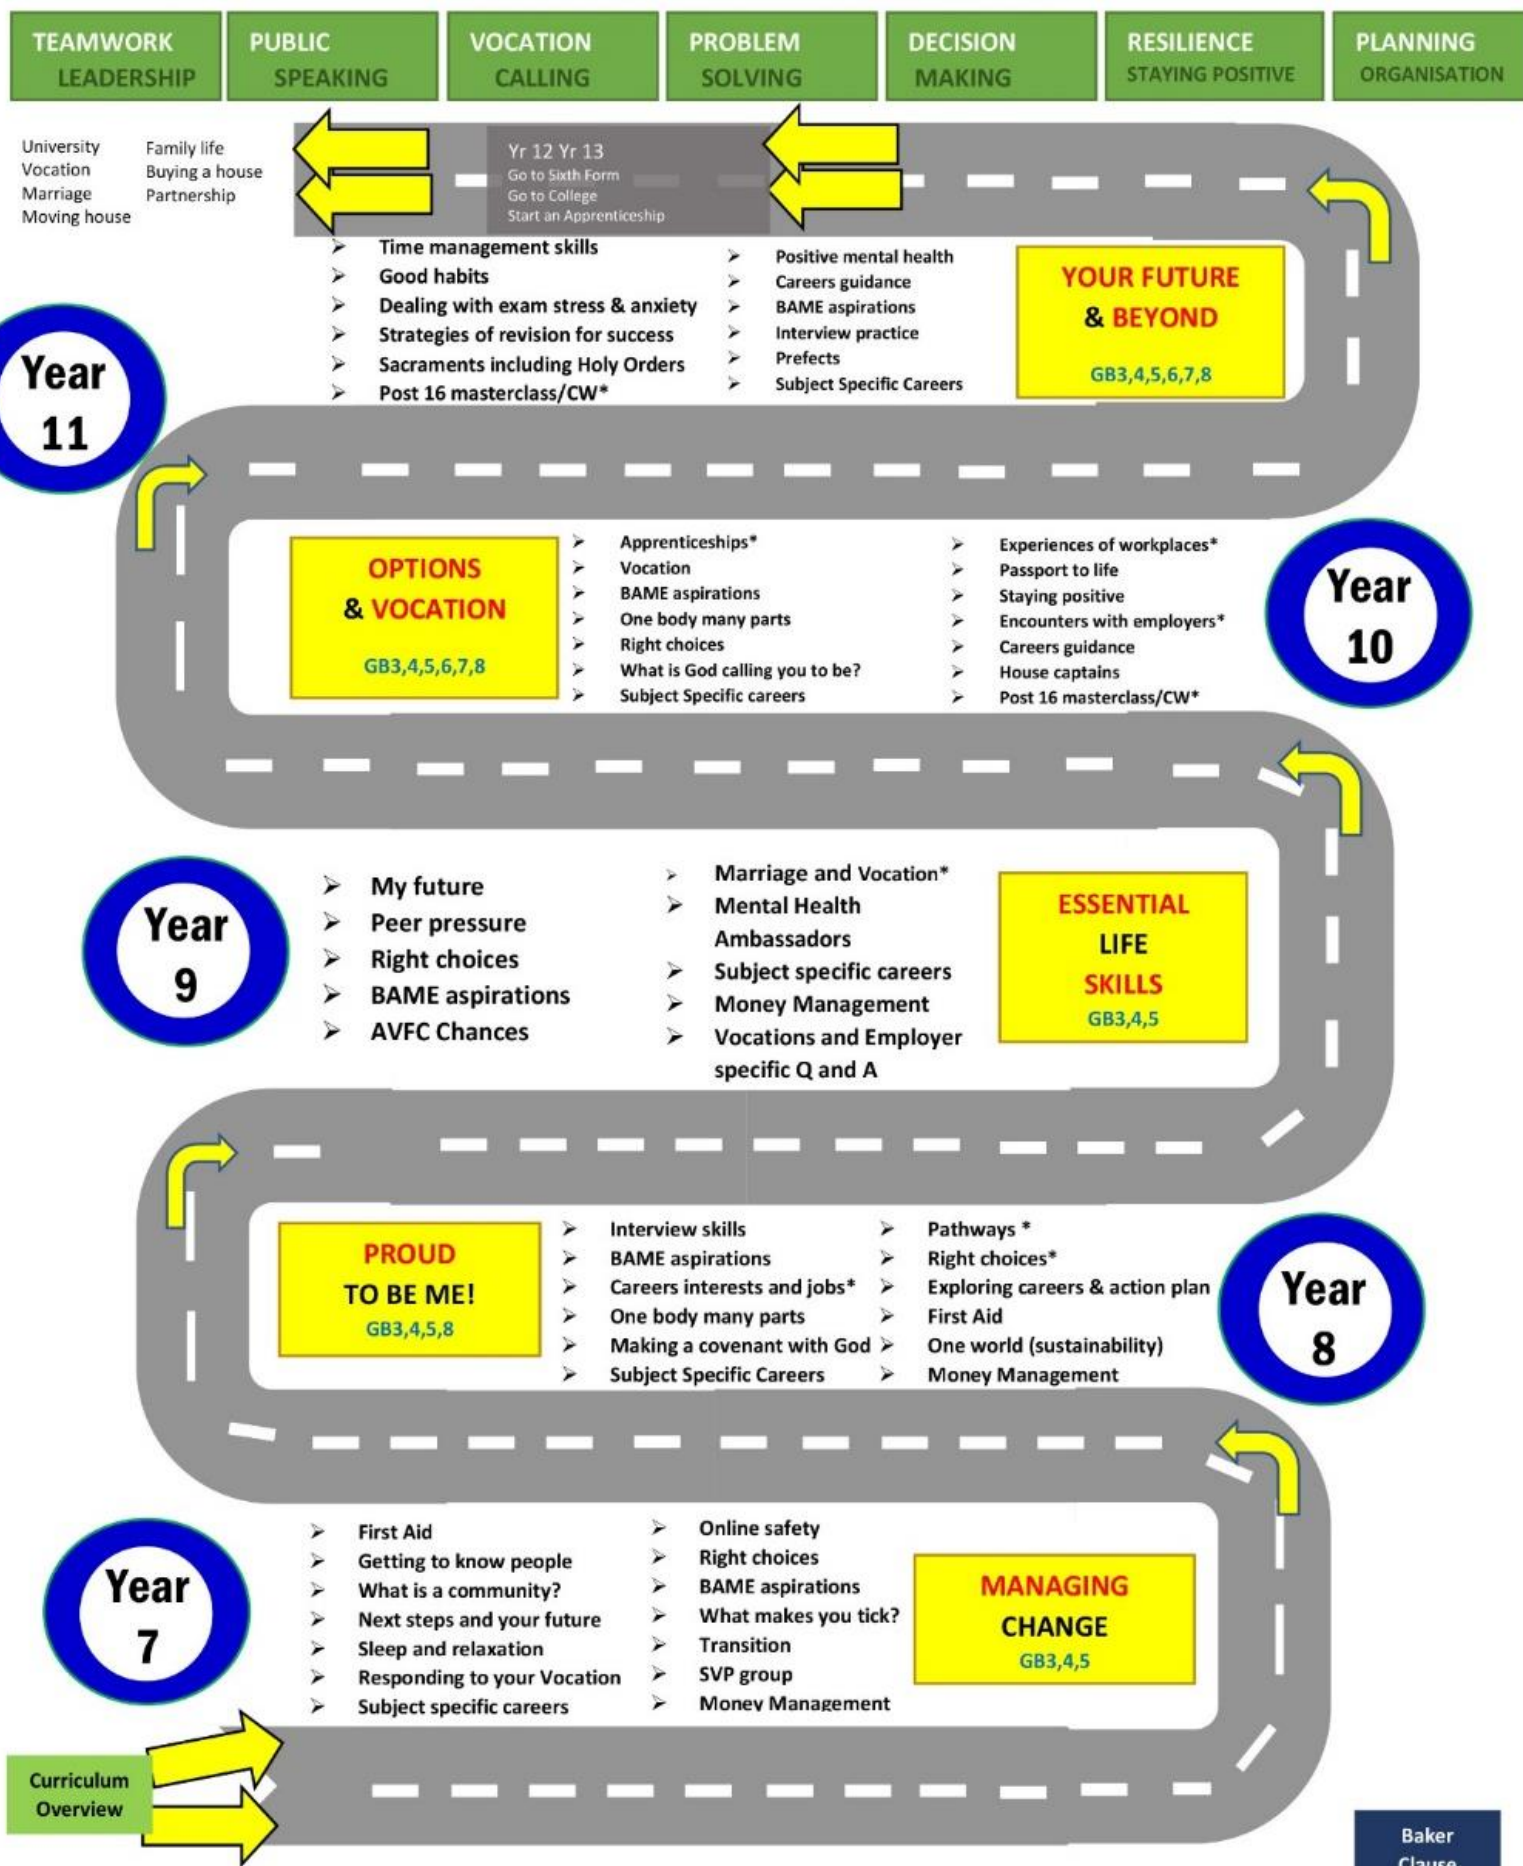 TEAMWORK
LEADERSHIP
PUBLIC
SPEAKING
VOCATION
CALLING
PROBLEM
SOLVING
DECISION
MAKING
RESILIENCE
STAYING POSITIVE
PLANNING
ORGANISATION
University
Vocation
Marriage
Moving house
Family life
Buying a house
Partnership
Yr 12 Yr 13
Go to Sixth Form
Go to College
Start an Apprenticeship
Year
11
Time management skills
Good habits
Dealing with exam stress & anxiety
Strategies of revision for success
Sacraments including Holy Orders
Post 16 masterclass/CW*
Positive mental health
Careers guidance
BAME aspirations
Interview practice
Prefects
Subject Specific Careers
YOUR FUTURE
& BEYOND
GB3,4,5,6,7,8
OPTIONS
& VOCATION
GB3,4,5,6,7,8
Apprenticeships*
Vocation
BAME aspirations
One body many parts
Right choices
What is God calling you to be?
Subject Specific careers
Experiences of workplaces*
Passport to life
Staying positive
Encounters with employers*
Careers guidance
House captains
Post 16 masterclass/CW*
Year
10
Year
9
My future
Peer pressure
Right choices
BAME aspirations
AVFC Chances
Marriage and Vocation*
Mental Health
Ambassadors
Subject specific careers
Money Management
Vocations and Employer
specific Q and A
ESSENTIAL
LIFE
SKILLS
GB3,4,5
PROUD
TO BE ME!
GB3,4,5,8
Interview skills
BAME aspirations
Careers interests and jobs*
One body many parts
Making a covenant with God
Subject Specific Careers
Pathways *
Right choices*
Exploring careers & action plan
First Aid
One world (sustainability)
Money Management
Year
8
Year
7
First Aid
Getting to know people
What is a community?
Next steps and your future
Sleep and relaxation
Responding to your Vocation
Subject specific careers
Online safety
Right choices
BAME aspirations
What makes you tick?
Transition
SVP group
Money Management
MANAGING
CHANGE
GB3,4,5
Curriculum
Overview
Baker
Clause